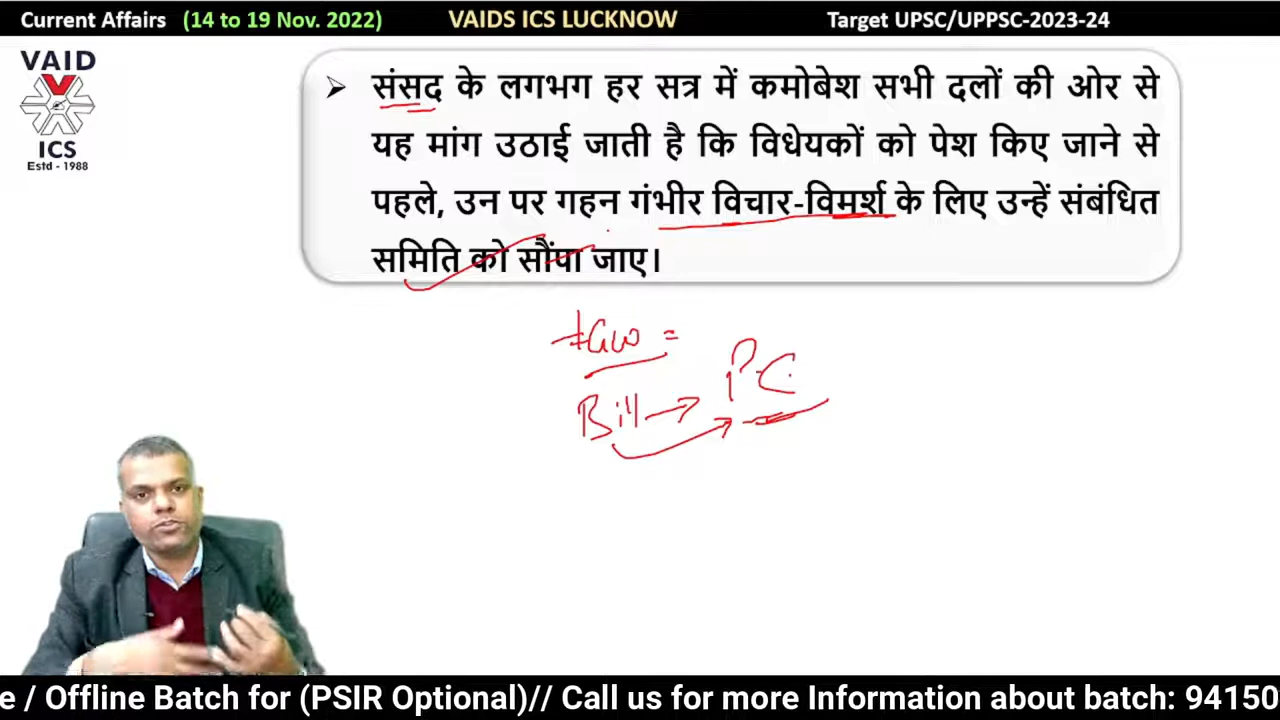 Current Affairs (14 to 19 Nov. 2022) VAIDS ICS LUCKNOW Target UPSC/UPPSC-2023-24
VAID
ICS
Estd - 1988
➢ संसद के लगभग हर सत्र में कमोबेश सभी दलों की ओर से
यह मांग उठाई जाती है कि विधेयकों को पेश किए जाने से
पहले, उन पर गहन गंभीर विचार-विमर्श के लिए उन्हें संबंधित
समिति को सौंपा जाए।
Bill → PC
e / Offline Batch for (PSIR Optional)// Call us for more Information about batch: 94150